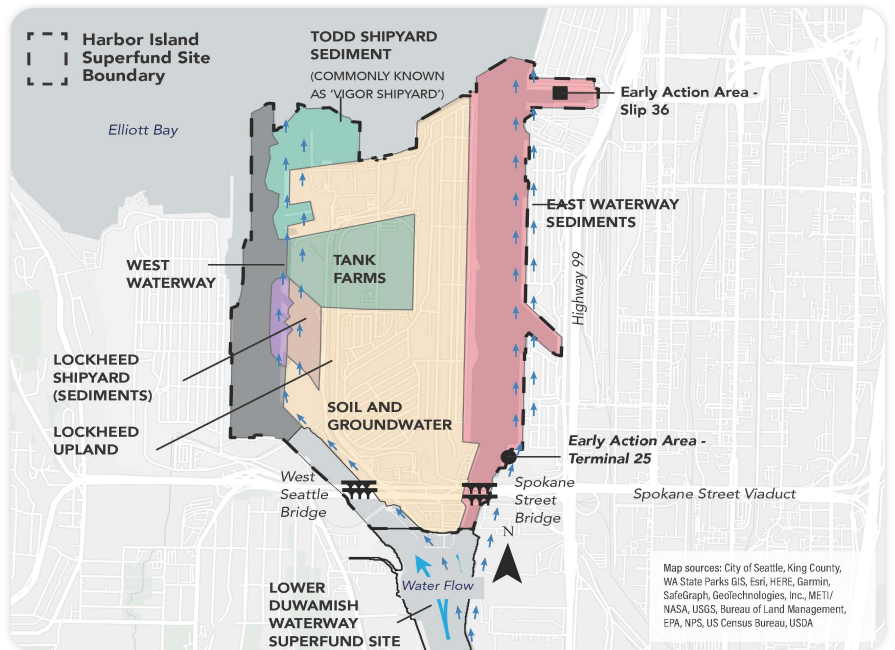 Harbor Island
Superfund Site
Boundary
TODD SHIPYARD
SEDIMENT
(COMMONLY KNOWN
AS ‘VIGOR SHIPYARD’)
Elliott Bay
Early Action Area -
Slip 36
EAST WATERWAY
SEDIMENTS
WEST
WATERWAY
TANK
FARMS
Highway 99
LOCKHEED
SHIPYARD
(SEDIMENTS)
LOCKHEED
UPLAND
SOIL AND
GROUNDWATER
Early Action Area -
Terminal 25
West
Seattle
Bridge
Spokane
Street
Bridge
Spokane Street Viaduct
N
Water Flow
LOWER
DUWAMISH
WATERWAY
SUPERFUND SITE
Map sources: City of Seattle, King County,
WA State Parks GIS, Esri, HERE, Garmin,
SafeGraph, GeoTechnologies, Inc., METI/
NASA, USGS, Bureau of Land Management,
EPA, NPS, US Census Bureau, USDA